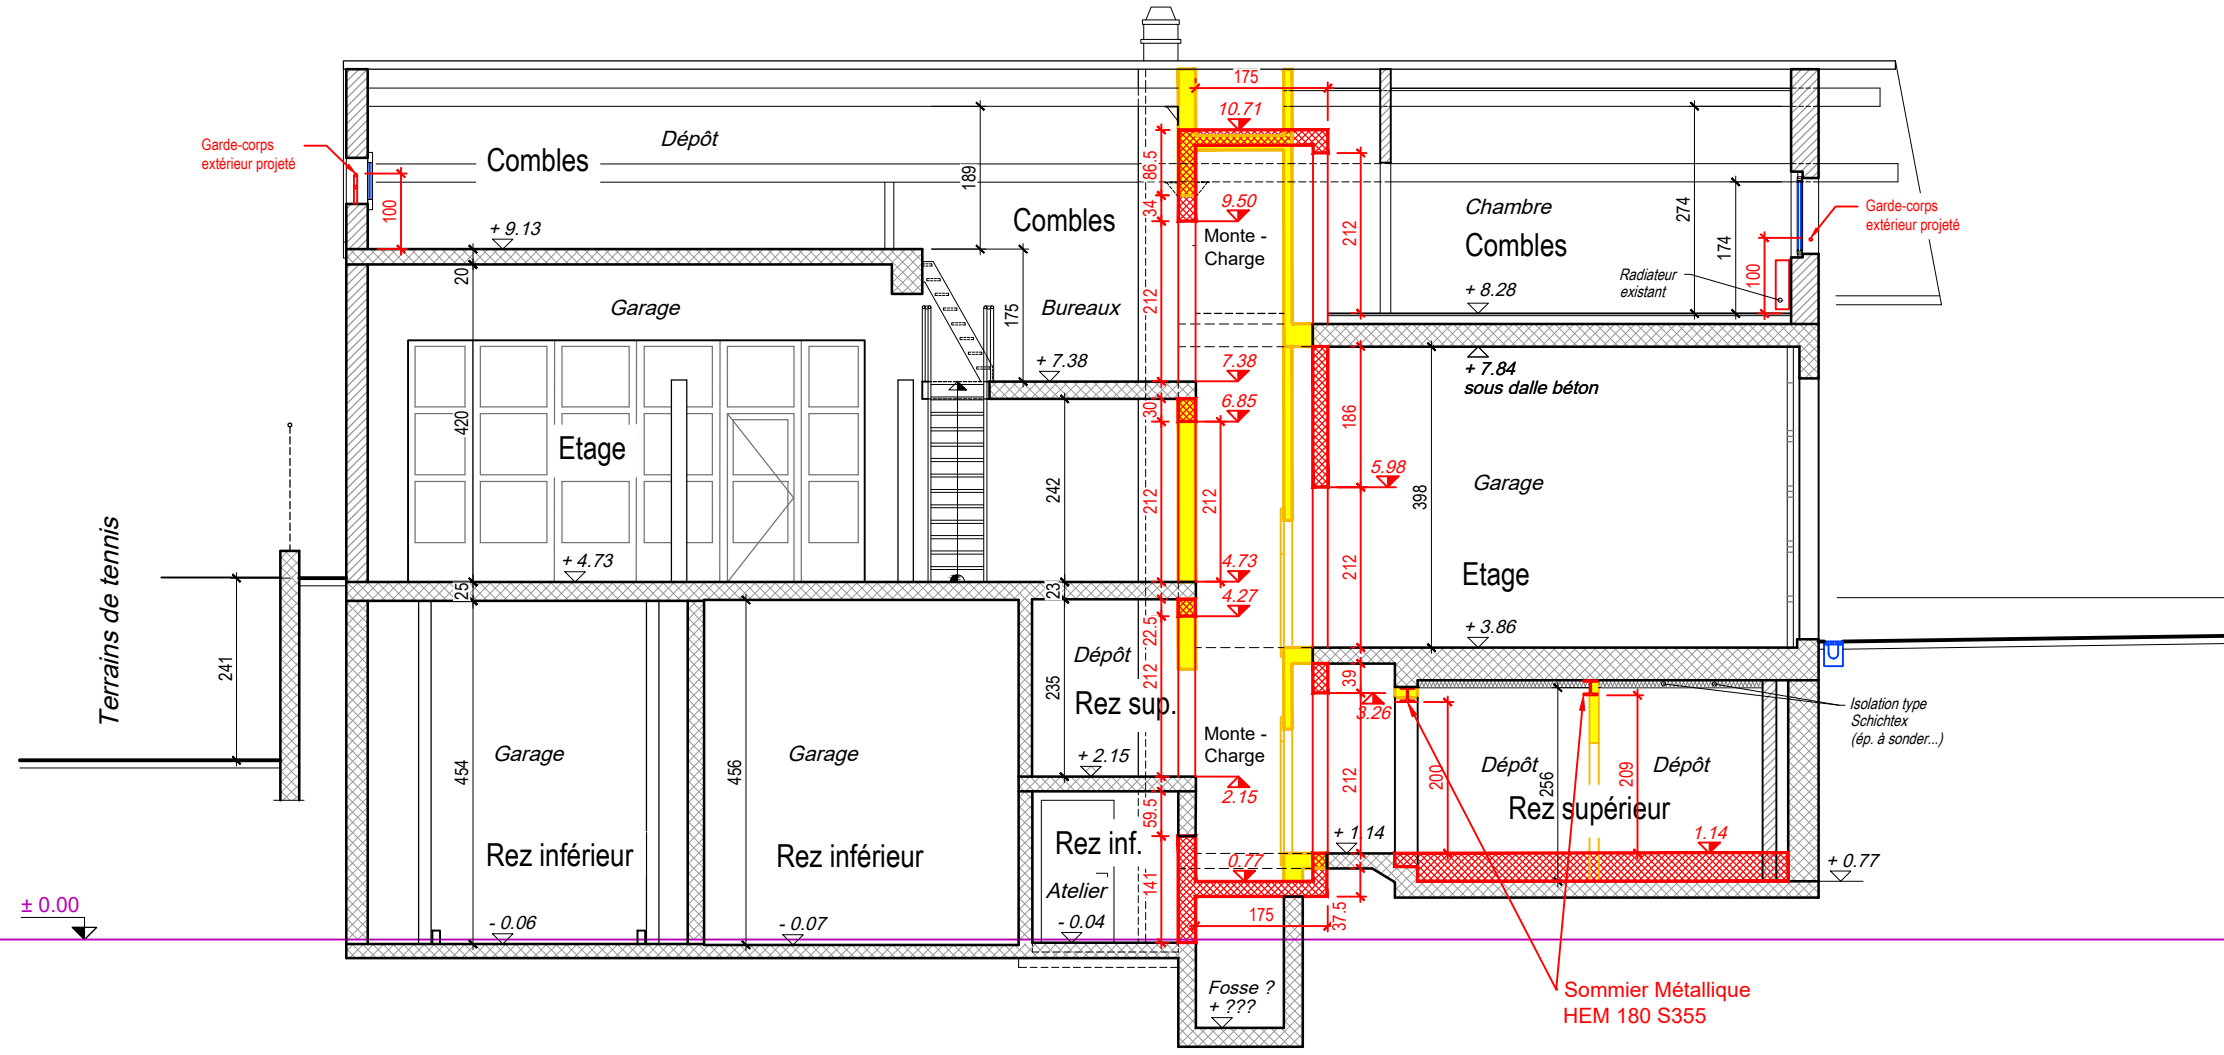 175
10.71
Dépôt
Combles
Garde-corps
extérieur projeté
86.5
189
100
34
9.50
Monte -
Charge
212
Chambre
Combles
274
174
100
Garde-corps
extérieur projeté
Radiateur
existant
+ 9.13
Combles
20
Garage
175
Bureaux
212
+ 8.28
+ 7.38
7.38
+ 7.84
sous dalle béton
30
6.85
186
420
Etage
5.98
242
212
212
398
Garage
Terrains de tennis
+ 4.73
4.73
212
Etage
25
23
4.27
22.5
+ 3.86
241
Dépôt
212
235
Rez sup.
39
3.26
Isolation type
Schichtex
(ép. à sonder...)
Garage
454
Garage
456
+ 2.15
Monte -
Charge
2.15
212
200
Dépôt
256
209
Dépôt
Rez supérieur
59.5
Rez inférieur
Rez inférieur
Rez inf.
+ 1.14
1.14
0.77
+ 0.77
141
Atelier
± 0.00
- 0.06
- 0.07
- 0.04
175
37.5
Fosse ?
+ ???
Sommier Métallique
HEM 180 S355